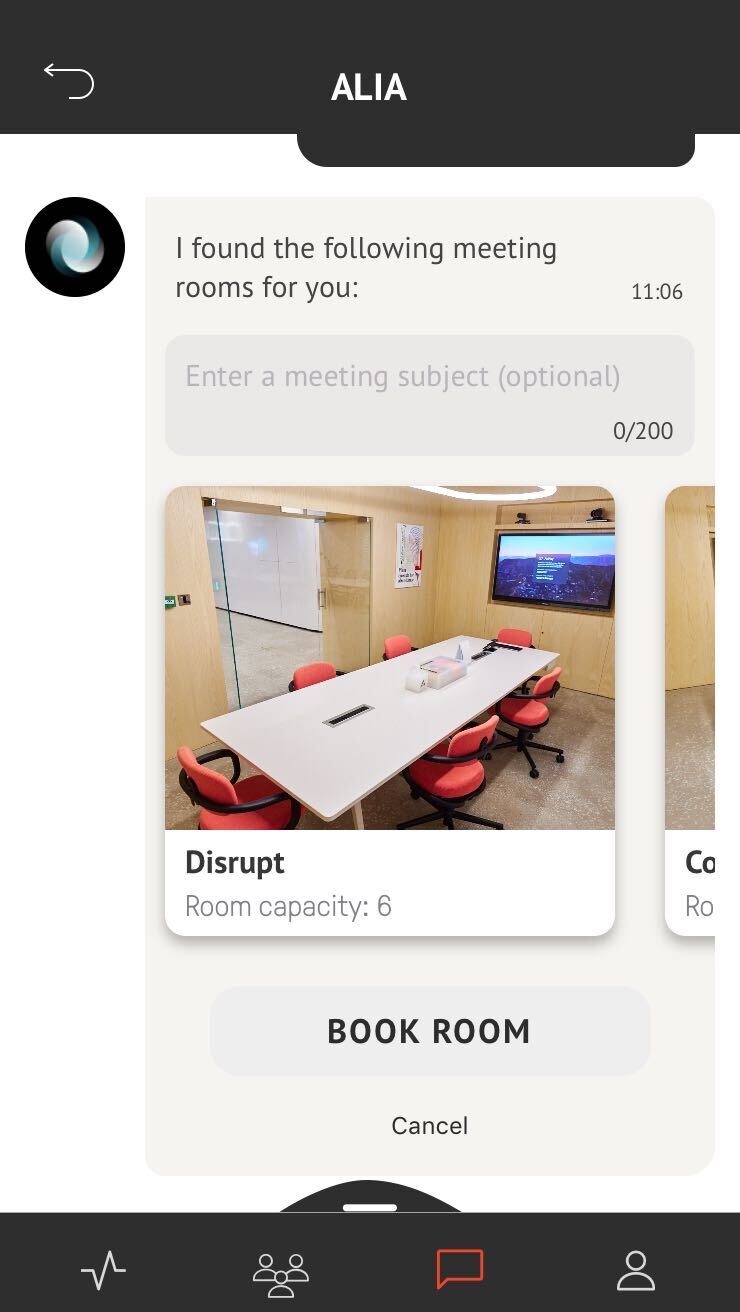 ALIA
I found the following meeting
rooms for you:
11:06
Enter a meeting subject (optional)
0/200
Disrupt
Room capacity: 6
Co
Ro
BOOK ROOM
Cancel